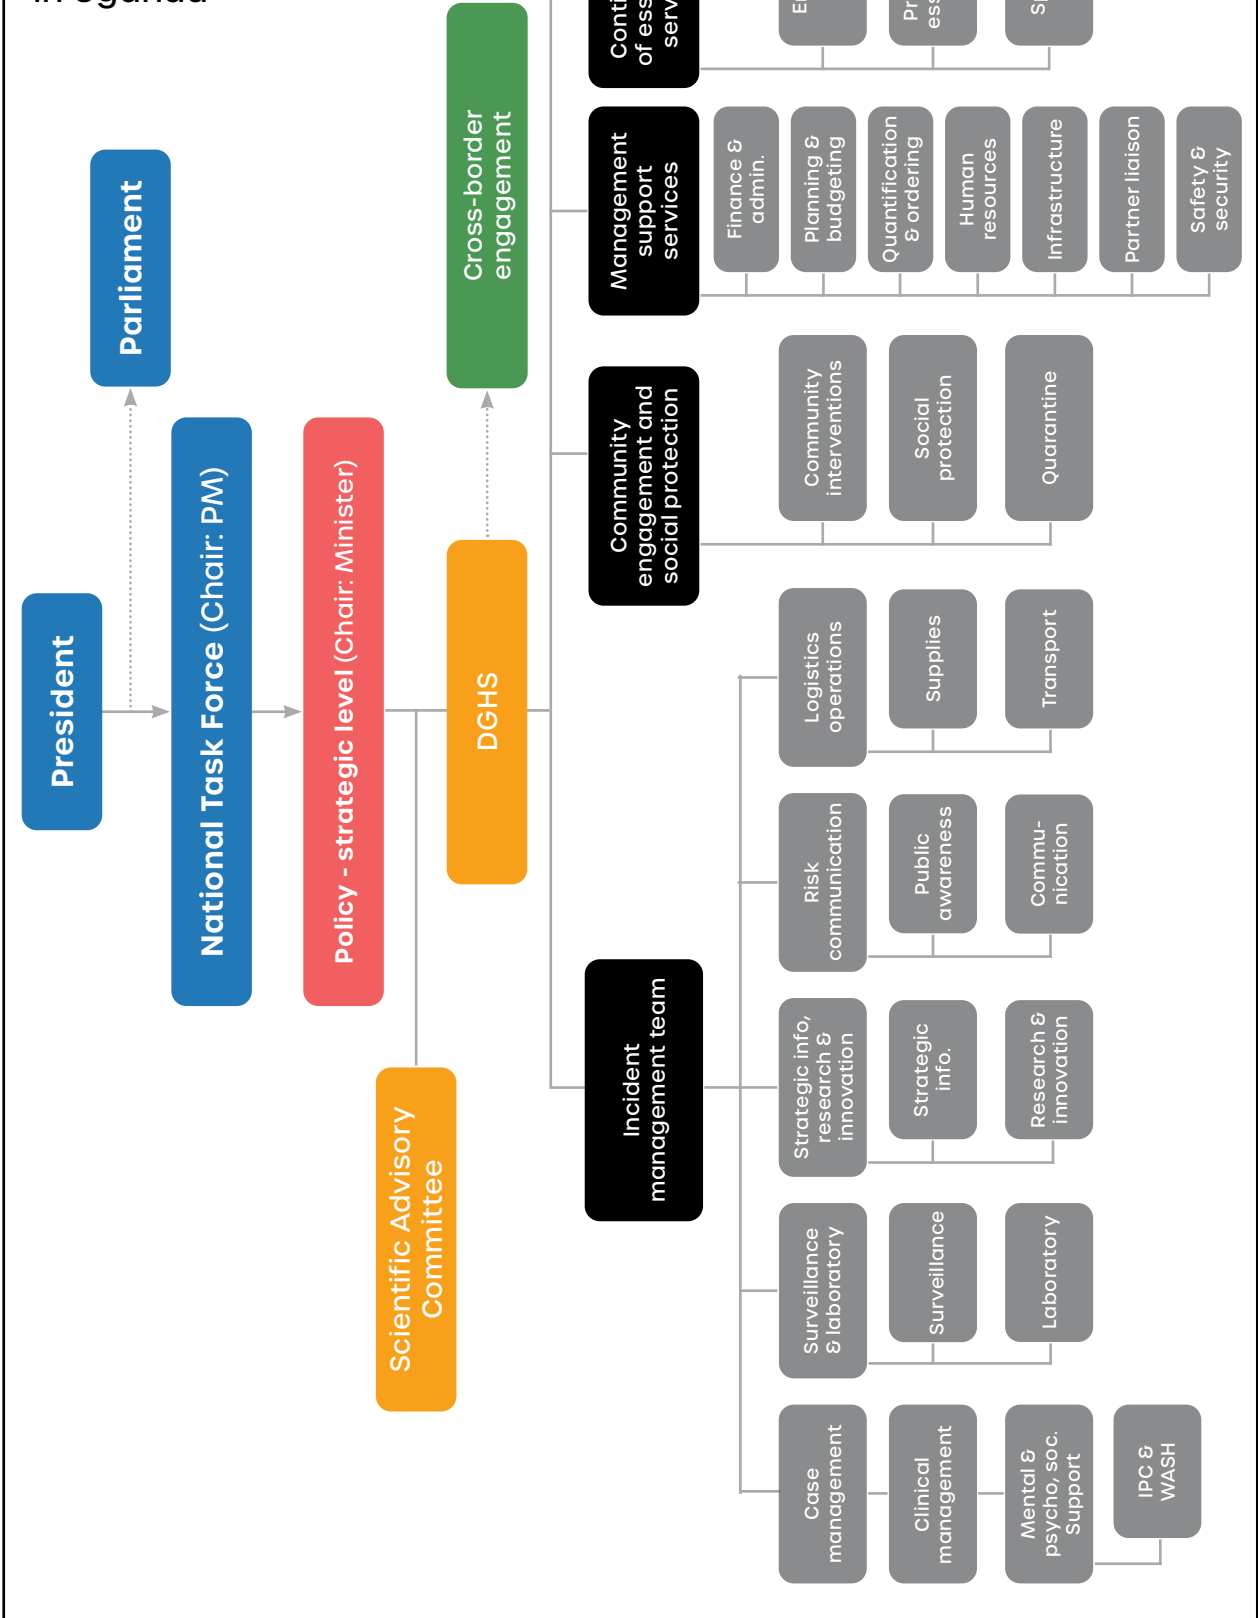 in Uganda
President
Parliament
National Task Force (Chair: PM)
Policy - strategic level (Chair: Minister)
Scientific Advisory
Committee
DGHS
Cross-border
engagement
Incident
management team
Community
engagement and
social protection
Management
support
services
of
Case
management
Clinical
management
Mental &
psycho, soc.
Support
IPC &
WASH
Surveillance
& laboratory
Surveillance
Laboratory
Strategic info,
research &
innovation
Strategic
info.
Research &
innovation
Risk
communication
Public
awareness
Commu-
nication
Logistics
operations
Supplies
Transport
Community
interventions
Social
protection
Quarantine
Finance &
admin.
Planning &
budgeting
Quantification
& ordering
Human
resources
Infrastructure
Partner liaison
Safety &
security